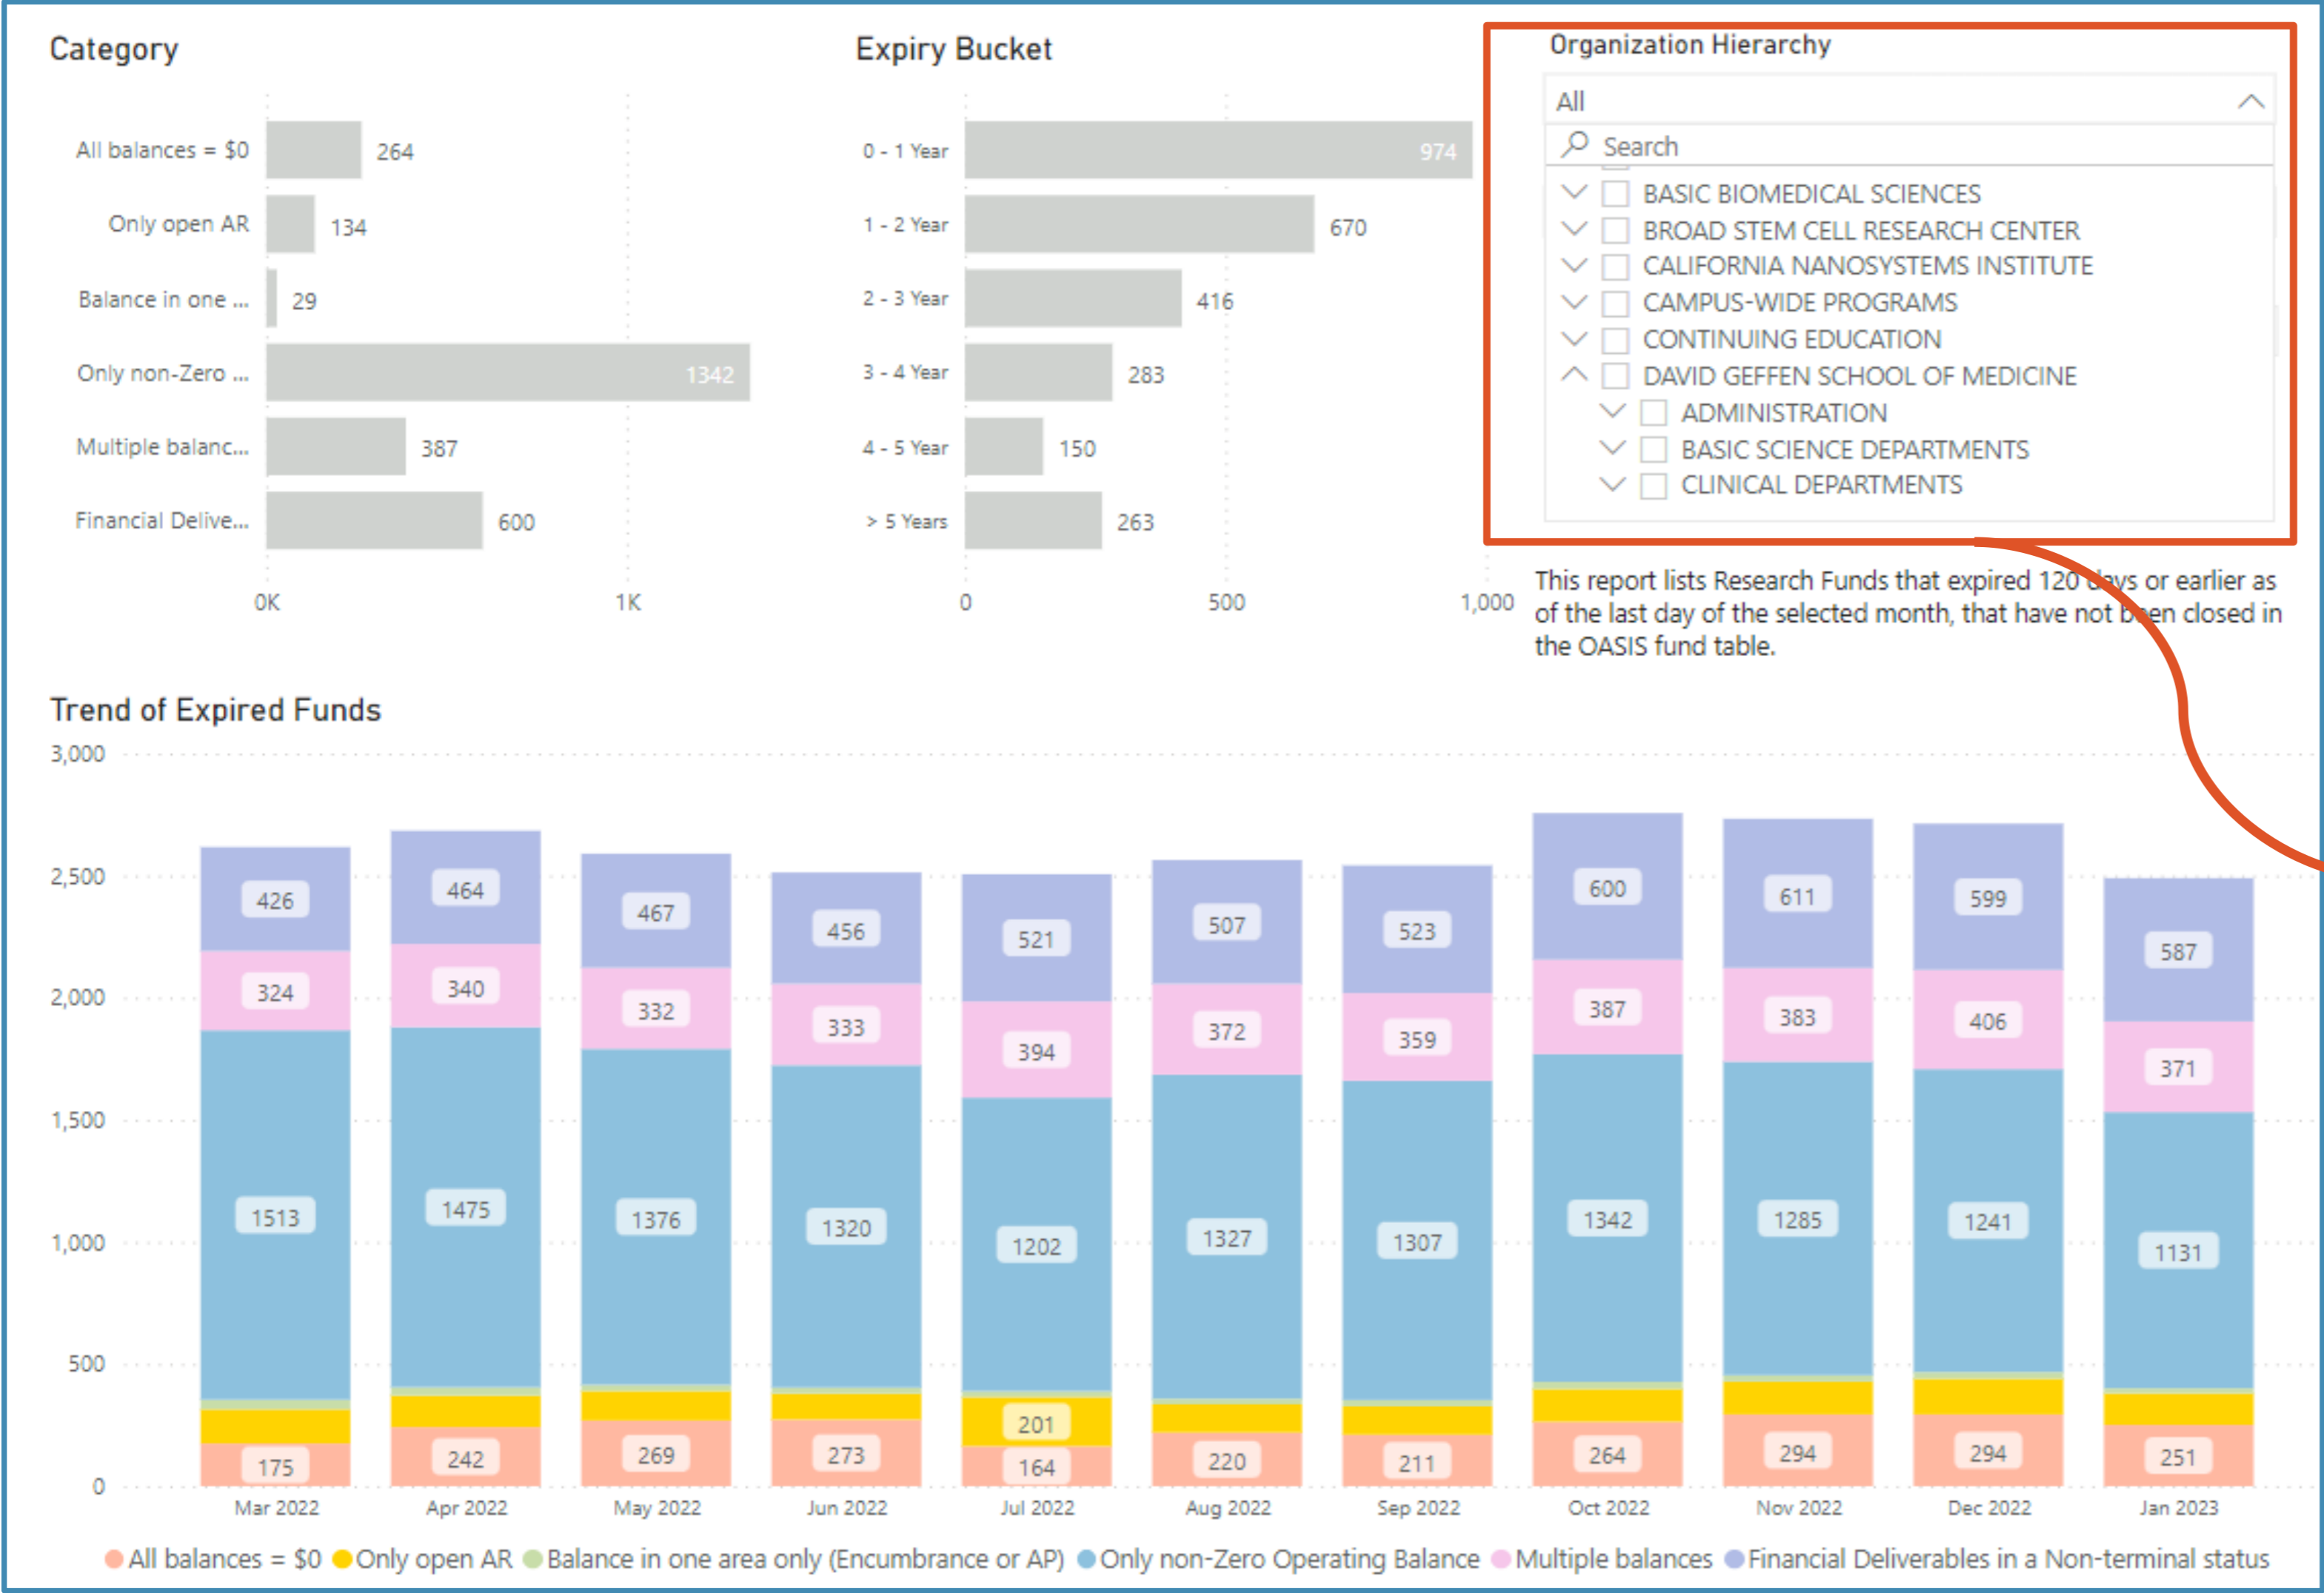 Category
All balances = $0
264
Only open AR
134
Balance in one ...
29
Only non-Zero ...
1342
Multiple balanc...
387
Financial Delive...
600
0K
1K
Expiry Bucket
0 - 1 Year
974
1 - 2 Year
670
2 - 3 Year
416
3 - 4 Year
283
4 - 5 Year
150
> 5 Years
263
0
500
1,000
Organization Hierarchy
All
Search
BASIC BIOMEDICAL SCIENCES
BROAD STEM CELL RESEARCH CENTER
CALIFORNIA NANOSYSTEMS INSTITUTE
CAMPUS-WIDE PROGRAMS
CONTINUING EDUCATION
DAVID GEFFEN SCHOOL OF MEDICINE
ADMINISTRATION
BASIC SCIENCE DEPARTMENTS
CLINICAL DEPARTMENTS
This report lists Research Funds that expired 120 days or earlier as
of the last day of the selected month, that have not been closed in
the OASIS fund table.
Trend of Expired Funds
3,000
2,500
2,000
1,500
1,000
500
0
426
324
1513
175
Mar 2022
464
340
1475
242
Apr 2022
467
332
1376
269
May 2022
456
333
1320
273
Jun 2022
521
394
1202
201
164
Jul 2022
507
372
1327
220
Aug 2022
523
359
1307
211
Sep 2022
600
387
1342
264
Oct 2022
611
383
1285
294
Nov 2022
599
406
1241
294
Dec 2022
587
371
1131
251
Jan 2023
All balances = $0 Only open AR Balance in one area only (Encumbrance or AP) Only non-Zero Operating Balance Multiple balances Financial Deliverables in a Non-terminal status